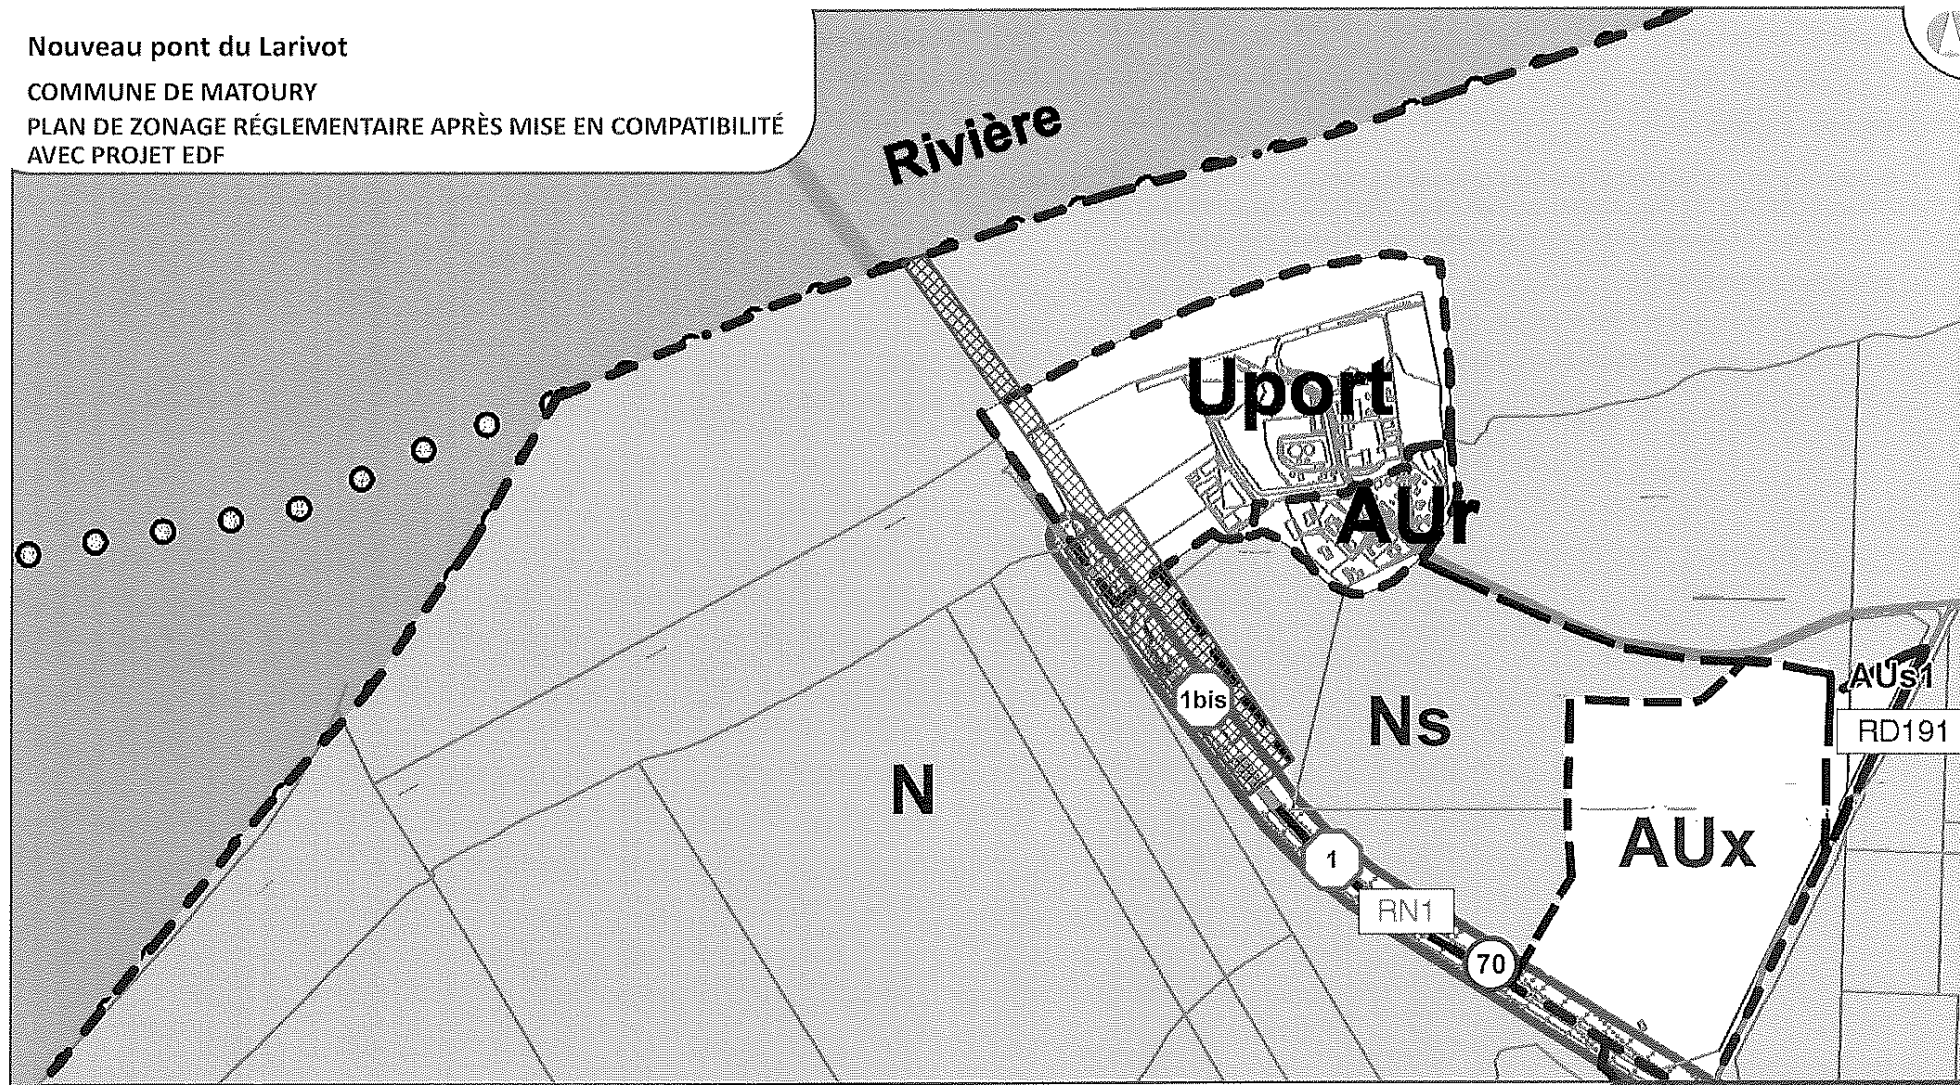 Nouveau pont du Larivot
COMMUNE DE MATOURY
PLAN DE ZONAGE RÉGLEMENTAIRE APRÈS MISE EN COMPATIBILITÉ
AVEC PROJET EDF
Rivière
Uport
AUr
AUs1
RD191
1bis
Ns
N
AUx
1
RN1
70